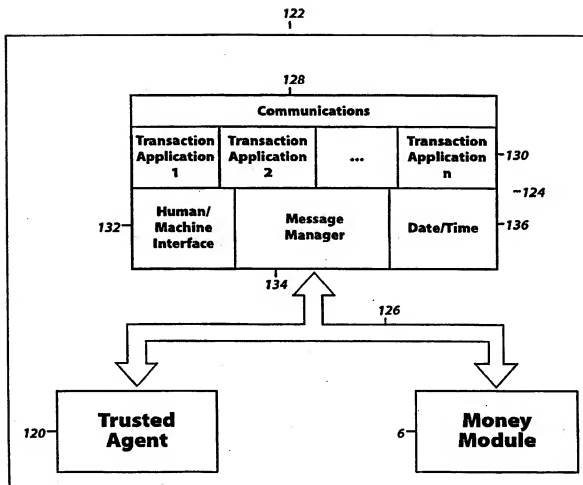 122
128
Communications
Transaction Application 1
Transaction Application 2
...
Transaction Application n
130
124
132
Human/ Machine Interface
Message Manager
Date/Time
136
134
126
120
Trusted Agent
6
Money Module